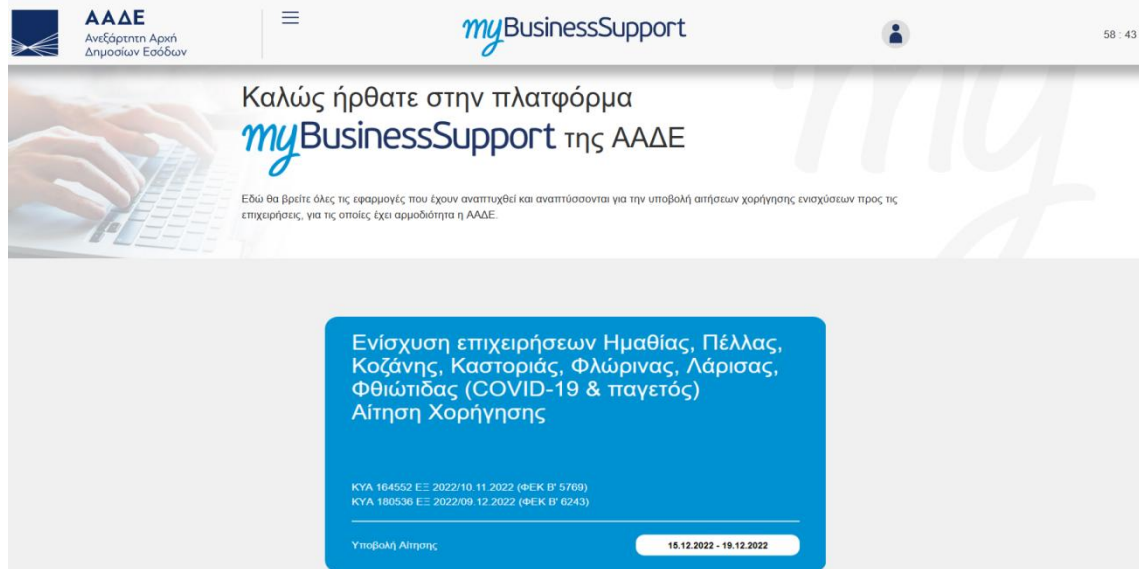 ΑΑΔΕ
Ανεξάρτητη Αρχή
Δημοσίων Εσόδων
myBusinessSupport
58 : 43
Καλώς ήρθατε στην πλατφόρμα
myBusinessSupport της ΑΑΔΕ
Εδώ θα βρείτε όλες τις εφαρμογές που έχουν αναπτυχθεί και αναπτύσσονται για την υποβολή αιτήσεων χορήγησης ενισχύσεων προς τις
επιχειρήσεις, για τις οποίες έχει αρμοδιότητα η ΑΑΔΕ.
Ενίσχυση επιχειρήσεων Ημαθίας, Πέλλας,
Κοζάνης, Καστοριάς, Φλώρινας, Λάρισας,
Φθιώτιδας (COVID-19 & παγετός)
Αίτηση Χορήγησης
ΚΥΑ 164552 ΕΞ 2022/10.11.2022 (ΦΕΚ Β' 5769)
ΚΥΑ 180536 ΕΞ 2022/09.12.2022 (ΦΕΚ Β' 6243)
Υποβολή Αίτησης
15.12.2022 - 19.12.2022